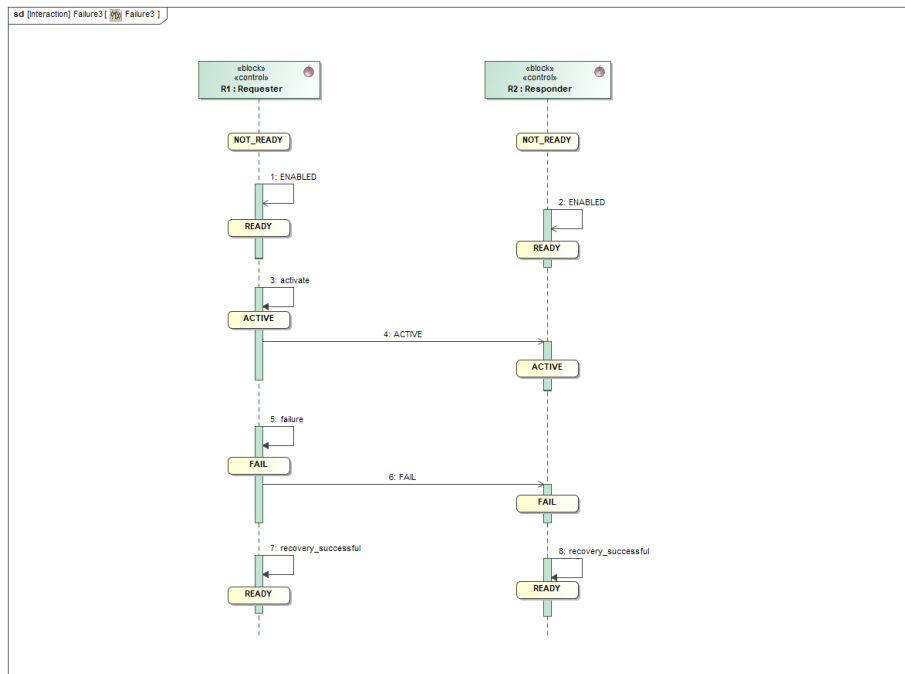 sd [Interaction] Failure3 [ Failure3 ]
«block»
«control»
R1 : Requester
«block»
«control»
R2 : Responder
NOT_READY
NOT_READY
1: ENABLED
2: ENABLED
READY
READY
3: activate
ACTIVE
4: ACTIVE
ACTIVE
5: failure
FAIL
6: FAIL
FAIL
7: recovery_successful
8: recovery_successful
READY
READY